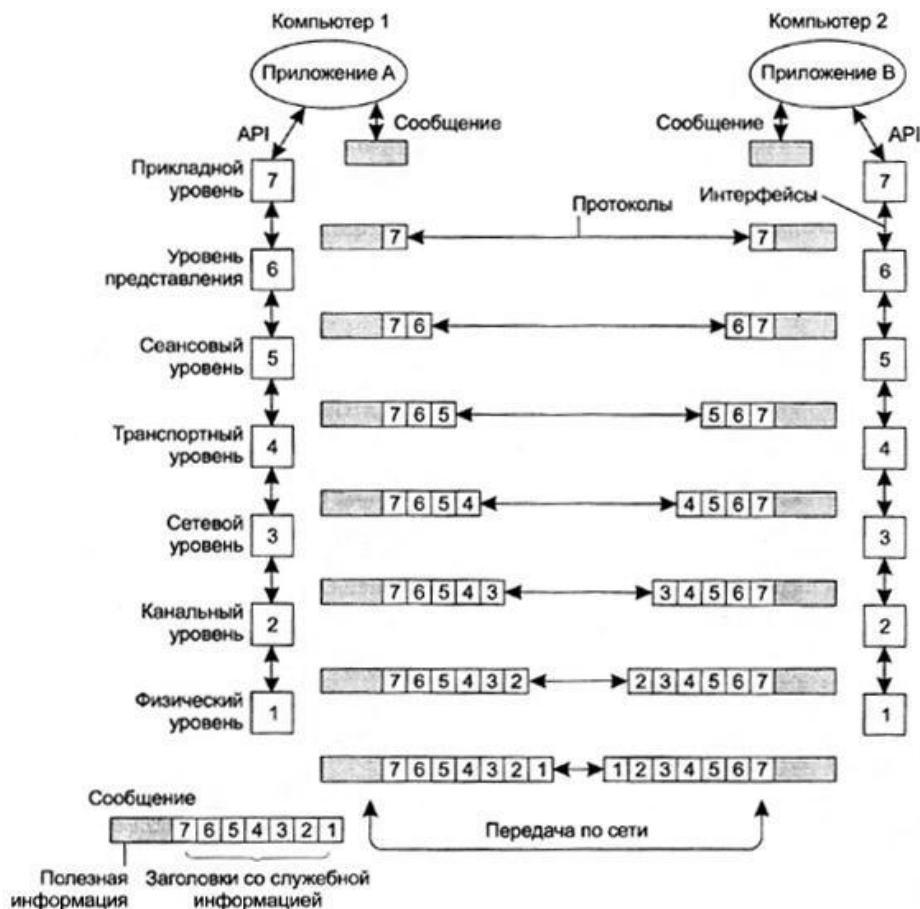 Компьютер 1
Компьютер 2
Приложение А
Приложение В
API
Сообщение
Сообщение
API
Прикладной
уровень
7
7
Протоколы
Интерфейсы
7
7
Уровень
представления
6
6
7 6
6 7
Сеансовый
уровень
5
5
7 6 5
5 6 7
Транспортный
уровень
4
4
7 6 5 4
4 5 6 7
Сетевой
уровень
3
3
7 6 5 4 3
3 4 5 6 7
Канальный
уровень
2
2
7 6 5 4 3 2
2 3 4 5 6 7
Физический
уровень
1
1
7 6 5 4 3 2 1
1 2 3 4 5 6 7
Сообщение
7 6 5 4 3 2 1
Передача по сети
Полезная
информация
Заголовки со служебной
информацией